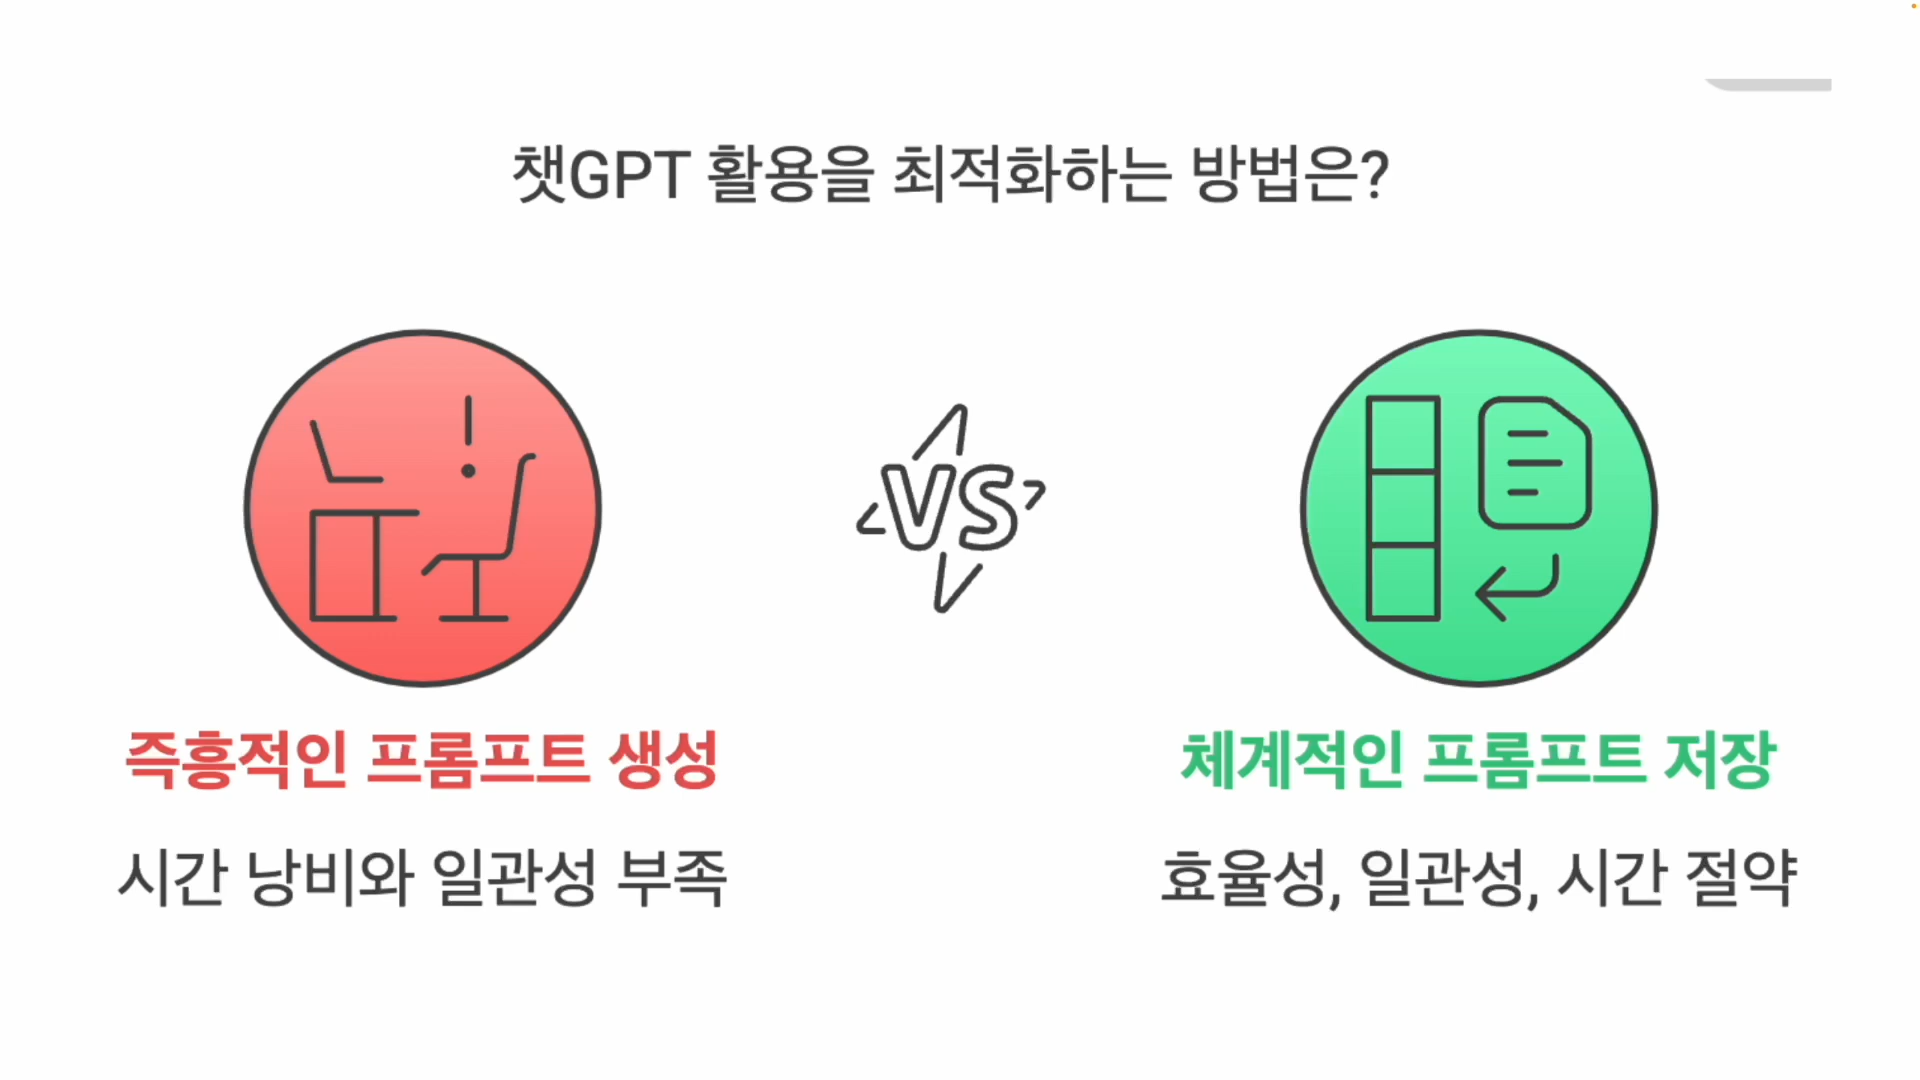 챗GPT 활용을 최적화하는 방법은?
VS
즉흥적인 프롬프트 생성
체계적인 프롬프트 저장
시간 낭비와 일관성 부족
효율성, 일관성, 시간 절약